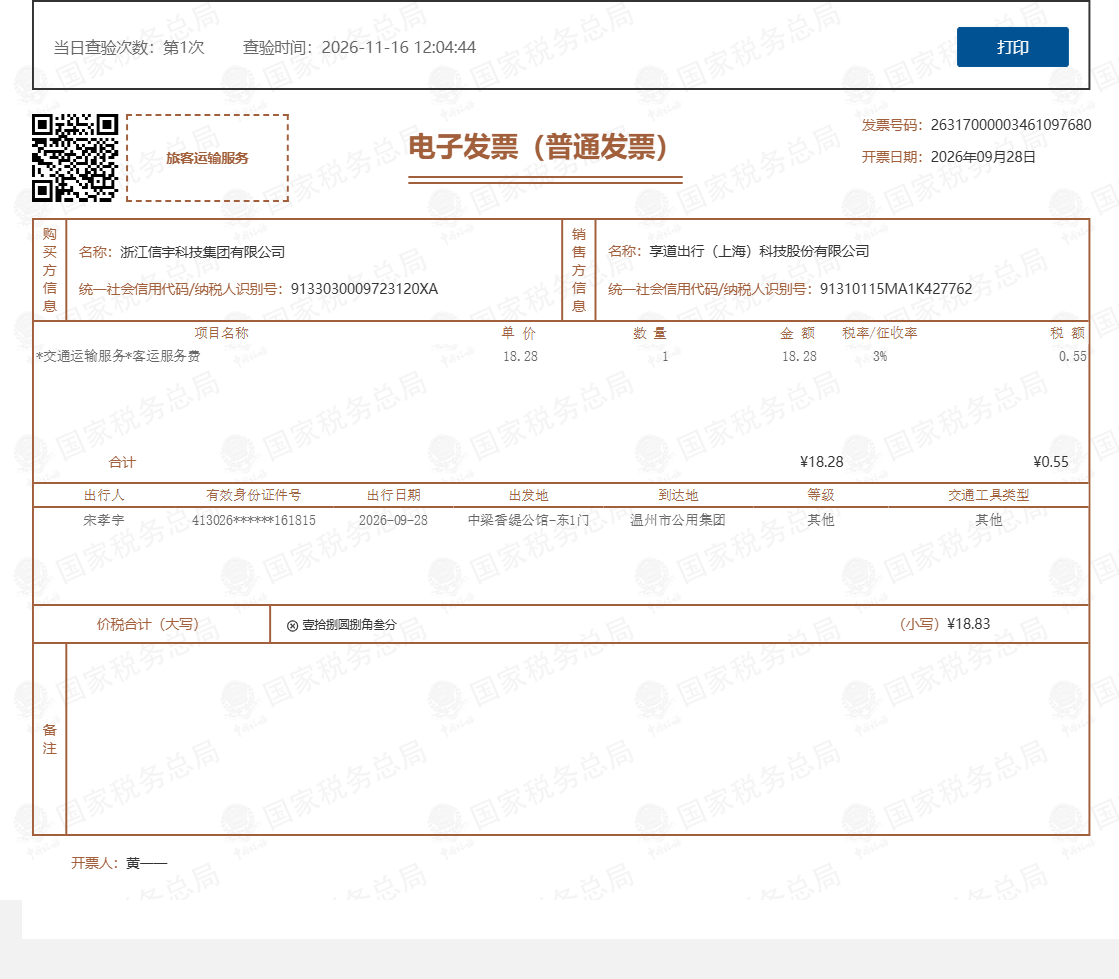 当日查验次数：第1次 查验时间：2026-11-16 12:04:44 打印
旅客运输服务
电子发票（普通发票）
发票号码：26317000003461097680
开票日期：2026年09月28日
购买方信息
名称：浙江信宇科技集团有限公司
统一社会信用代码/纳税人识别号：9133030009723120XA
销售方信息
名称：享道出行（上海）科技股份有限公司
统一社会信用代码/纳税人识别号：91310115MA1K427762
项目名称 单价 数量 金额 税率/征收率 税额
*交通运输服务*客运服务费 18.28 1 18.28 3% 0.55
合计 ¥18.28 ¥0.55
出行人 有效身份证件号 出行日期 出发地 到达地 等级 交通工具类型
宋孝宇 413026******161815 2026-09-28 中梁香缇公馆-东1门 温州市公用集团 其他 其他
价税合计（大写） ⊗ 壹拾捌圆捌角叁分 （小写）¥18.83
备注
开票人：黄一一
国家税务总局